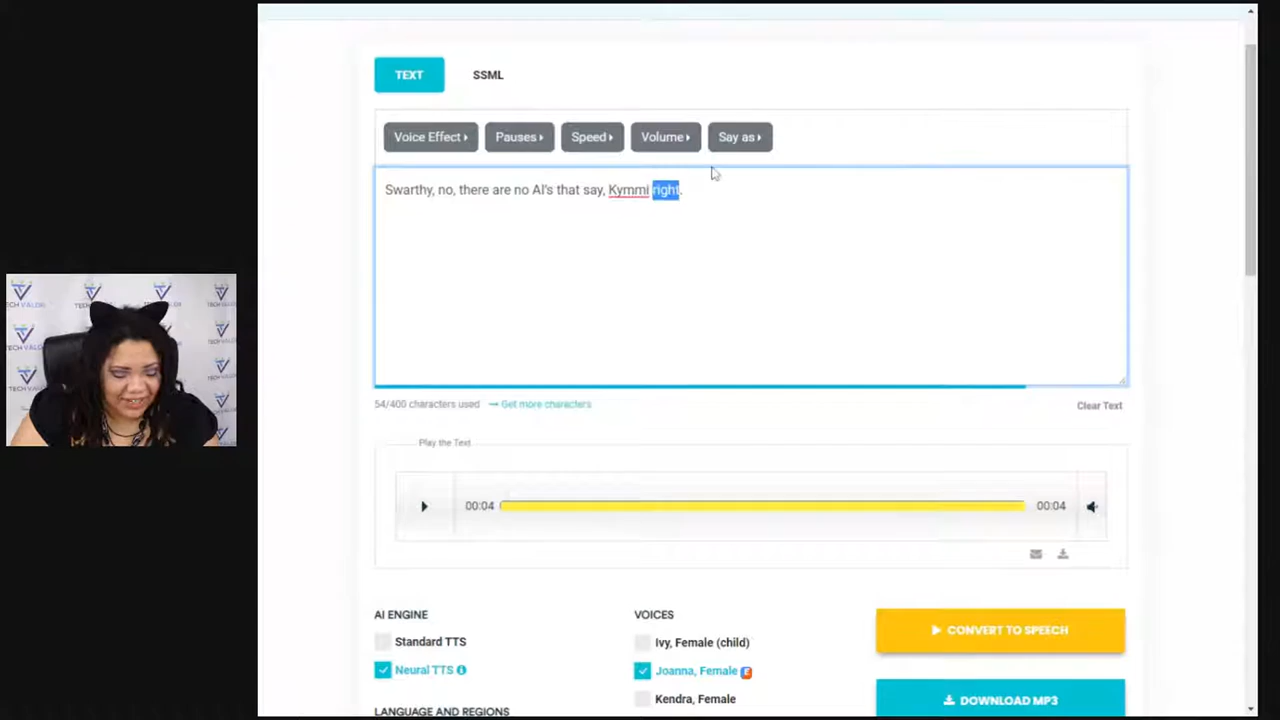 TEXT SSML
Voice Effect Pauses Speed Volume Say as
Swarthy, no, there are no AI's that say, Kymmi right.
54/400 characters used → Get more characters Clear Text
Play the Text
00:04 00:04
AI ENGINE
Standard TTS
Neural TTS
LANGUAGE AND REGIONS
VOICES
Ivy, Female (child)
Joanna, Female
Kendra, Female
CONVERT TO SPEECH
DOWNLOAD MP3
TECH VALOR